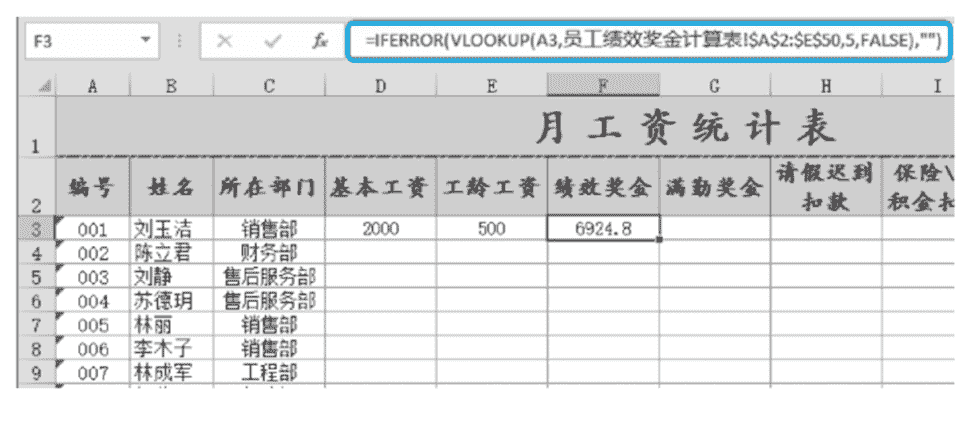 F3 fx =IFERROR(VLOOKUP(A3,员工绩效奖金计算表!$A$2:$E$50,5,FALSE),"")
A B C D E F G H I
1 月工资统计表
2 编号 姓名 所在部门 基本工资 工龄工资 绩效奖金 满勤奖金 请假迟到 保险\
扣款 积金扣
3 001 刘玉洁 销售部 2000 500 6924.8
4 002 陈立君 财务部
5 003 刘静 售后服务部
6 004 苏德玥 售后服务部
7 005 林丽 销售部
8 006 李木子 销售部
9 007 林成军 工程部